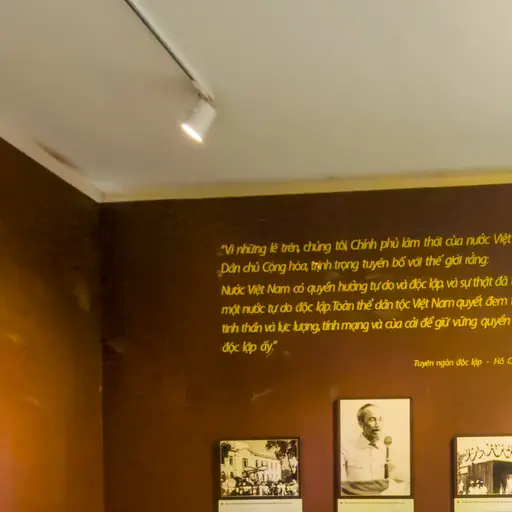 "Vì những lẽ trên, chúng tôi, Chính phủ lâm thời của nước Việt
Dân chủ Cộng hòa, trịnh trọng tuyên bố với thế giới rằng:
Nước Việt Nam có quyền hưởng tự do và độc lập, và sự thật đã
một nước tự do độc lập.Toàn thể dân tộc Việt Nam quyết đem
tinh thần và lực lượng, tính mạng và của cải để giữ vững quyền
độc lập ấy."
Tuyên ngôn độc lập - Hồ C